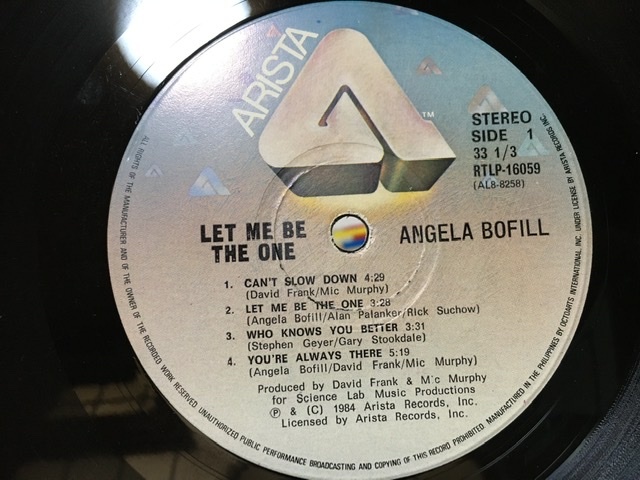 ARISTA
TM
STEREO
SIDE 1
33 1/3
RTLP-16059
(AL8-8258)
LET ME BE
THE ONE
ANGELA BOFILL
1. CAN'T SLOW DOWN 4:29
(David Frank/Mic Murphy)
2. LET ME BE THE ONE 3:28
(Angela Bofill/Alan Palanker/Rick Suchow)
3. WHO KNOWS YOU BETTER 3:31
(Stephen Geyer/Gary Stookdale)
4. YOU'RE ALWAYS THERE 5:19
(Angela Bofill/David Frank/Mic Murphy)
Produced by David Frank & Mic Murphy
for Science Lab Music Productions
Ⓟ & (C) 1984 Arista Records, Inc.
Licensed by Arista Records, Inc.
ALL RIGHTS OF THE MANUFACTURER AND OF THE OWNER OF THE RECORDED WORK RESERVED. UNAUTHORIZED PUBLIC PERFORMANCE BROADCASTING AND COPYING OF THIS RECORD PROHIBITED. MANUFACTURED IN THE PHILIPPINES BY OCTOARTS INTERNATIONAL, INC. UNDER LICENSE BY ARISTA RECORDS INC.